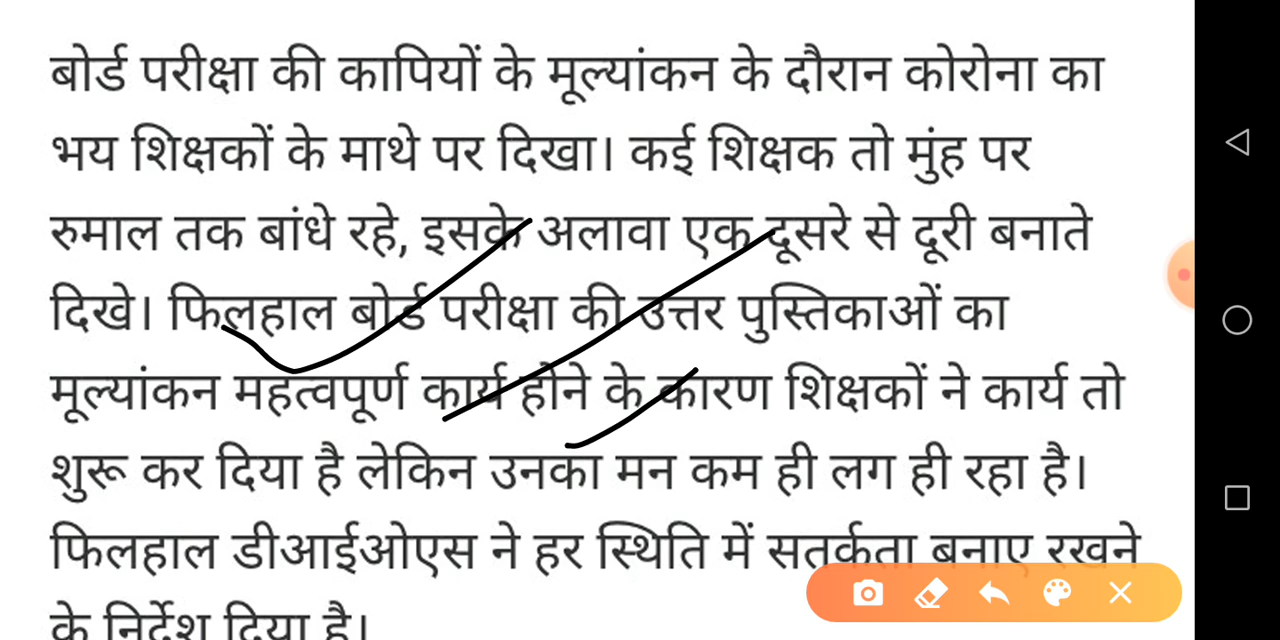 बोर्ड परीक्षा की कापियों के मूल्यांकन के दौरान कोरोना का
भय शिक्षकों के माथे पर दिखा। कई शिक्षक तो मुंह पर
रुमाल तक बांधे रहे, इसके अलावा एक दूसरे से दूरी बनाते
दिखे। फिलहाल बोर्ड परीक्षा की उत्तर पुस्तिकाओं का
मूल्यांकन महत्वपूर्ण कार्य होने के कारण शिक्षकों ने कार्य तो
शुरू कर दिया है लेकिन उनका मन कम ही लग ही रहा है।
फिलहाल डीआईओएस ने हर स्थिति में सतर्कता बनाए रखने
के निर्देश दिया है।